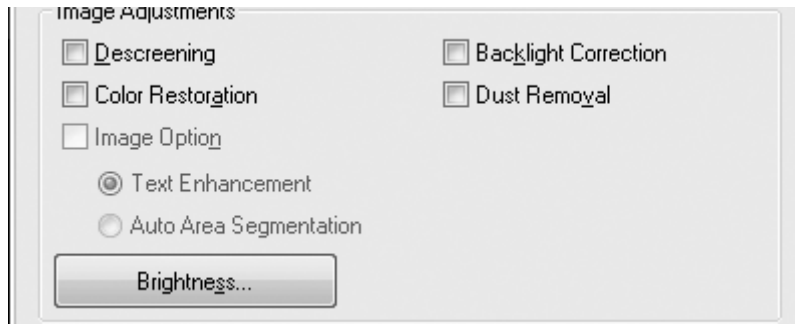 Image Adjustments
Descreening
Backlight Correction
Color Restoration
Dust Removal
Image Option
Text Enhancement
Auto Area Segmentation
Brightness...